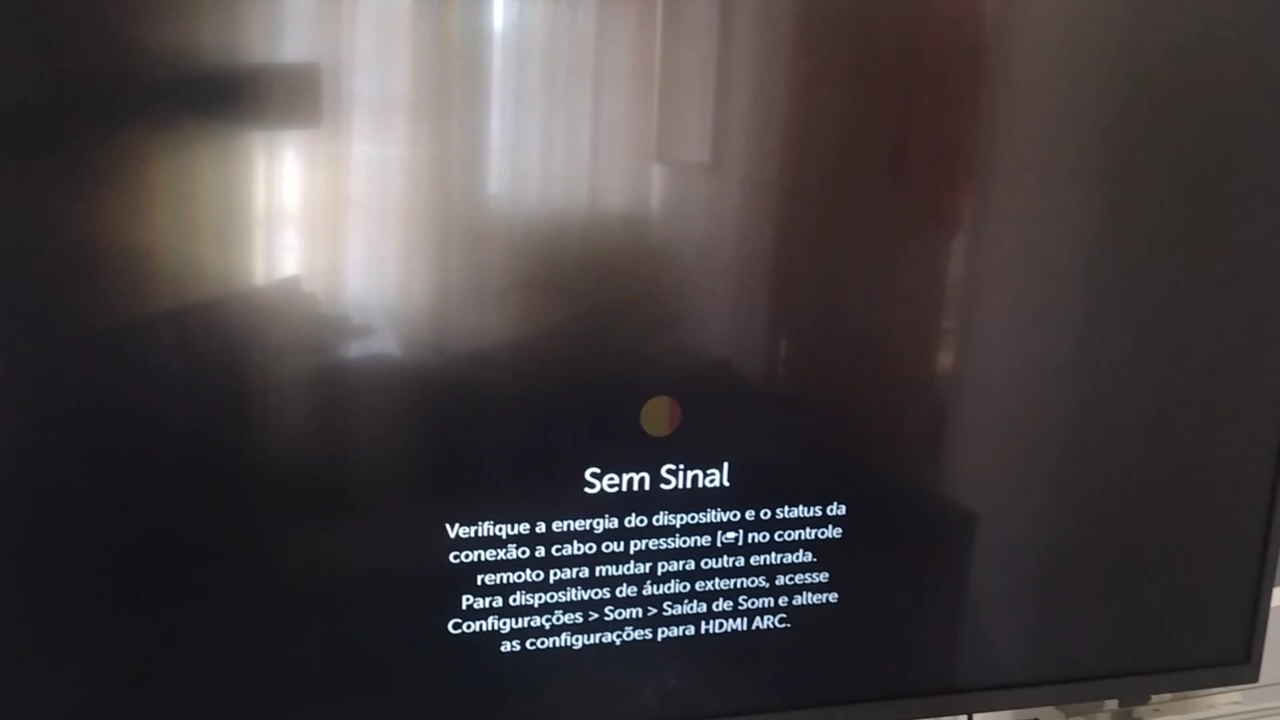 Sem Sinal
Verifique a energia do dispositivo e o status da
conexão a cabo ou pressione [] no controle
remoto para mudar para outra entrada.
Para dispositivos de áudio externos, acesse
Configurações > Som > Saída de Som e altere
as configurações para HDMI ARC.